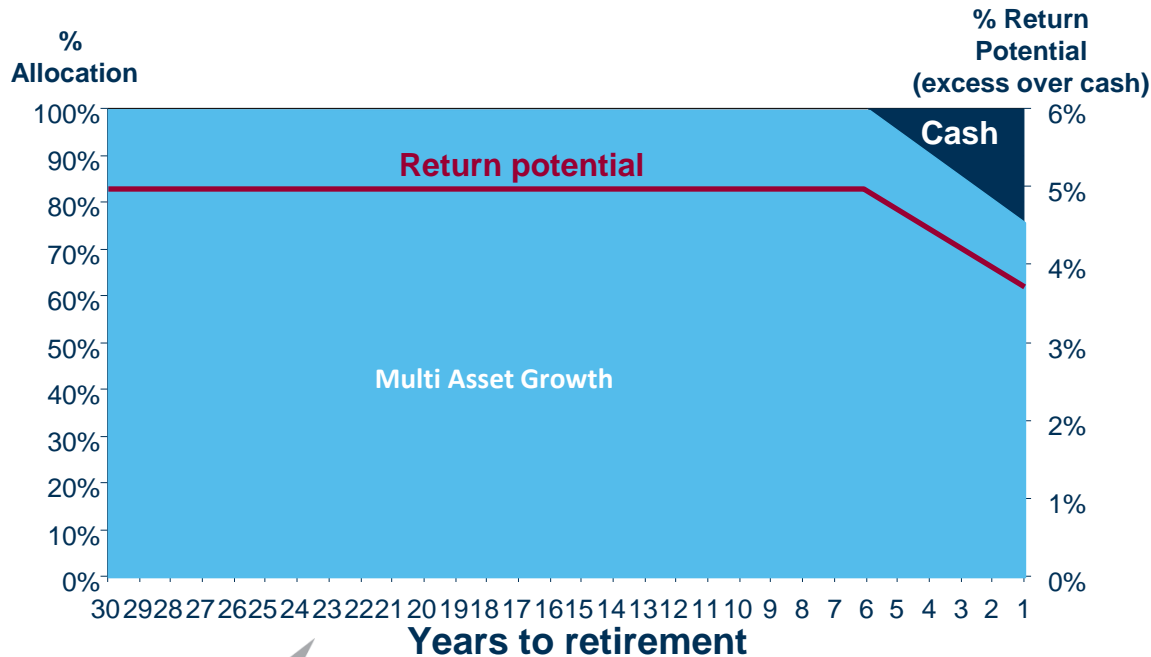 %
Allocation
% Return
Potential
(excess over cash)
100%
90%
80%
70%
60%
50%
40%
30%
20%
10%
0%
6%
5%
4%
3%
2%
1%
0%
Cash
Return potential
Multi Asset Growth
30 29 28 27 26 25 24 23 22 21 20 19 18 17 16 15 14 13 12 11 10 9 8 7 6 5 4 3 2 1
Years to retirement